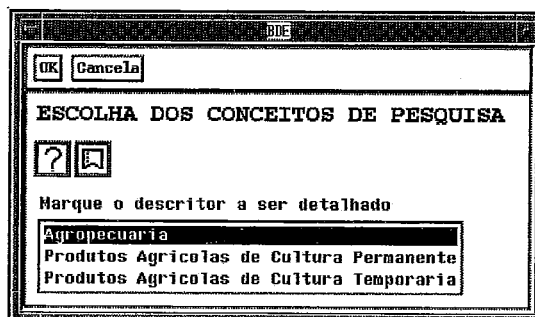 BDE
OK Cancela
ESCOLHA DOS CONCEITOS DE PESQUISA
?
Marque o descritor a ser detalhado
Agropecuaria
Produtos Agricolas de Cultura Permanente
Produtos Agricolas de Cultura Temporaria